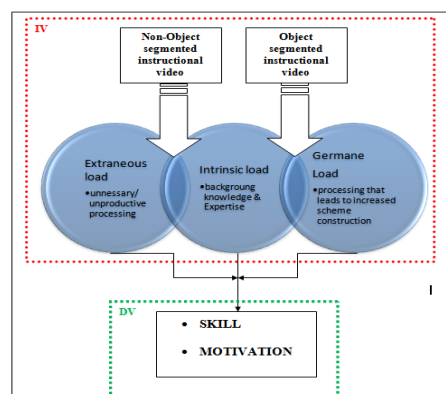 IV
Non-Object
segmented
instructional
video
Object
segmented
instructional
video
Extraneous
load
•unnessary/
unproductive
processing
Intrinsic load
•backgroung
knowledge &
Expertise
Germane
Load
•processing that
leads to increased
scheme
construction
I
DV
• SKILL
• MOTIVATION